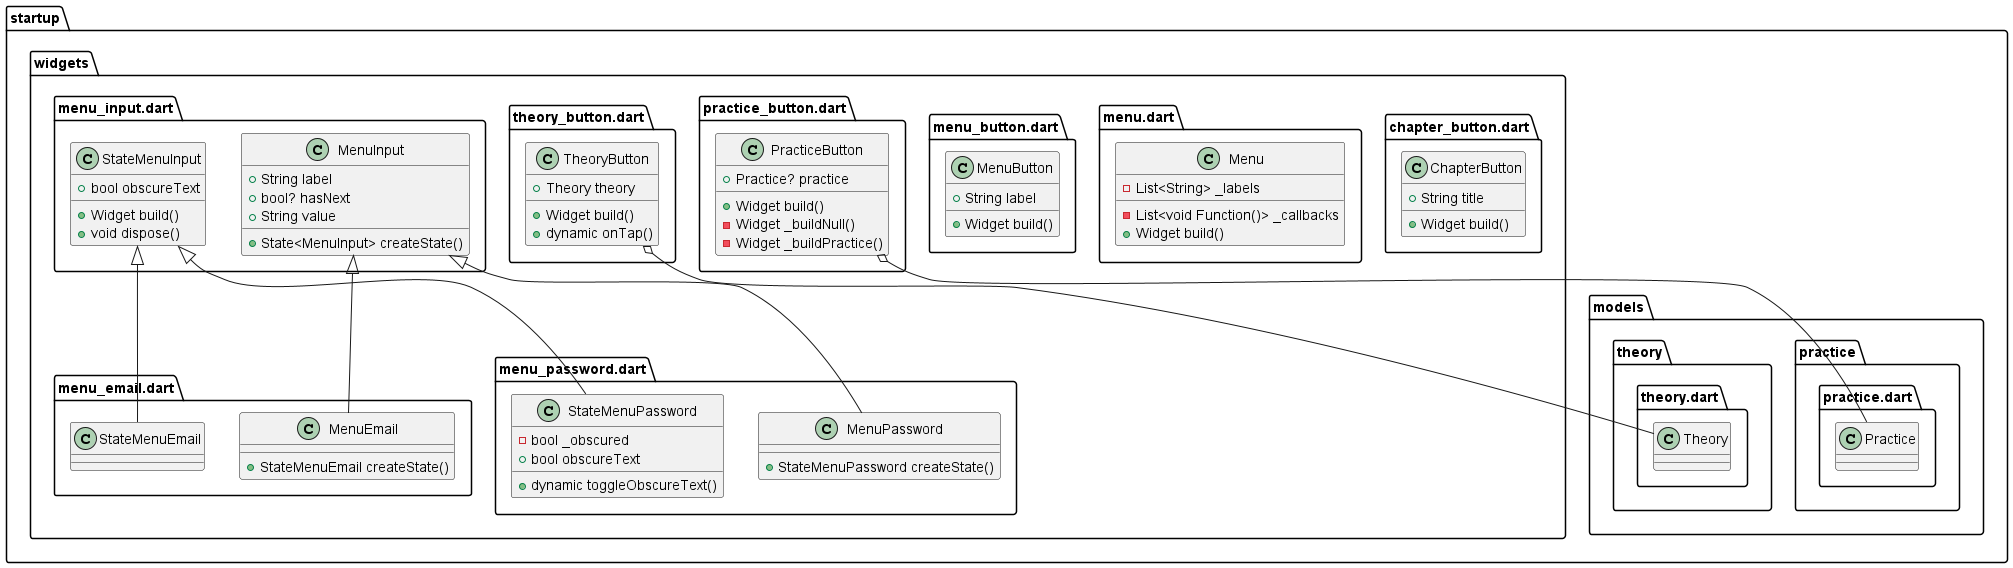 startup
widgets
menu_input.dart
C StateMenuInput
bool obscureText
Widget build()
void dispose()
C MenuInput
String label
bool? hasNext
String value
State<MenuInput> createState()
theory_button.dart
C TheoryButton
Theory theory
Widget build()
dynamic onTap()
practice_button.dart
C PracticeButton
Practice? practice
Widget build()
Widget _buildNull()
Widget _buildPractice()
menu_button.dart
C MenuButton
String label
Widget build()
menu.dart
C Menu
List<String> _labels
List<void Function()> _callbacks
Widget build()
chapter_button.dart
C ChapterButton
String title
Widget build()
menu_email.dart
C StateMenuEmail
C MenuEmail
StateMenuEmail createState()
menu_password.dart
C StateMenuPassword
bool _obscured
bool obscureText
dynamic toggleObscureText()
C MenuPassword
StateMenuPassword createState()
models
theory
theory.dart
C Theory
practice
practice.dart
C Practice